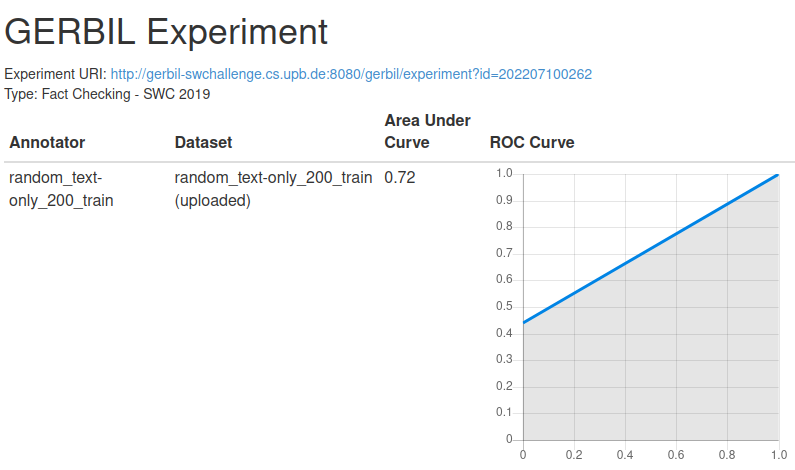 GERBIL Experiment
Experiment URI: http://gerbil-swchallenge.cs.upb.de:8080/gerbil/experiment?id=202207100262
Type: Fact Checking - SWC 2019
Annotator Dataset Area Under Curve ROC Curve
random_text-only_200_train random_text-only_200_train (uploaded) 0.72
1.0
0.9
0.8
0.7
0.6
0.5
0.4
0.3
0.2
0.1
0
0 0.2 0.4 0.6 0.8 1.0